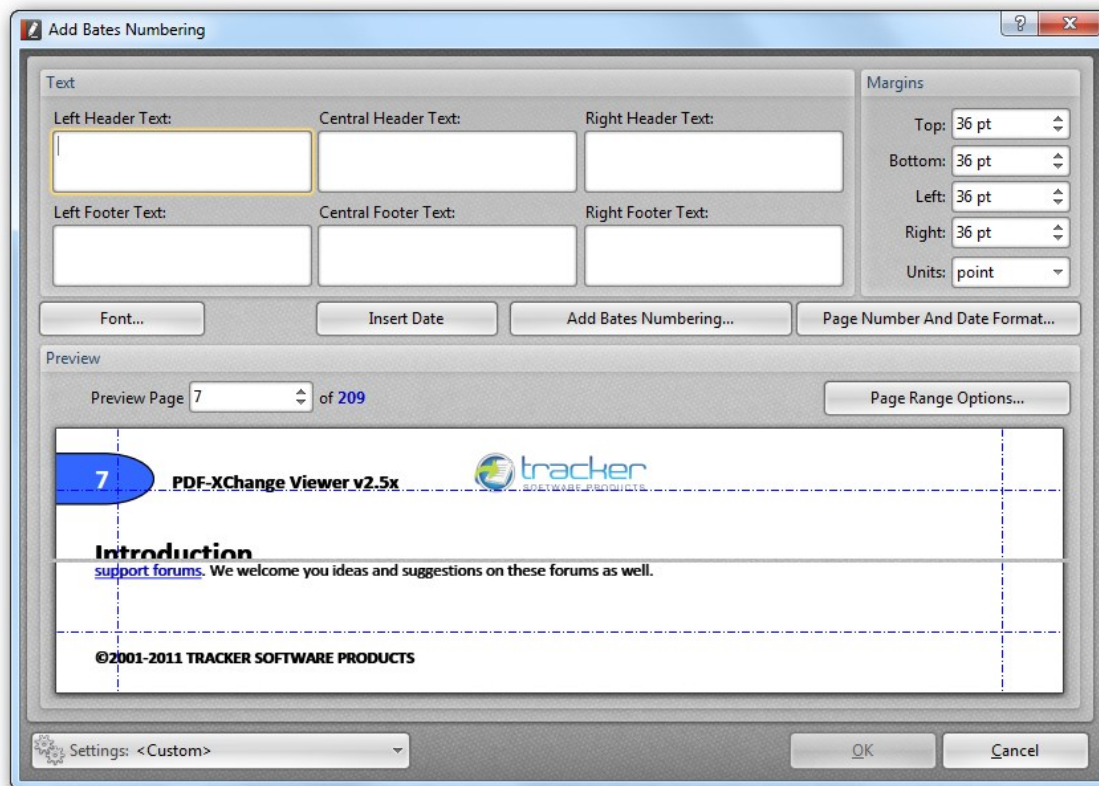 Add Bates Numbering
Text
Left Header Text:
Central Header Text:
Right Header Text:
Left Footer Text:
Central Footer Text:
Right Footer Text:
Margins
Top: 36 pt
Bottom: 36 pt
Left: 36 pt
Right: 36 pt
Units: point
Font...
Insert Date
Add Bates Numbering...
Page Number And Date Format...
Preview
Preview Page 7 of 209
Page Range Options...
7
PDF-XChange Viewer v2.5x
tracker
SOFTWARE PRODUCTS
Introduction
support forums. We welcome you ideas and suggestions on these forums as well.
©2001-2011 TRACKER SOFTWARE PRODUCTS
Settings: <Custom>
OK
Cancel